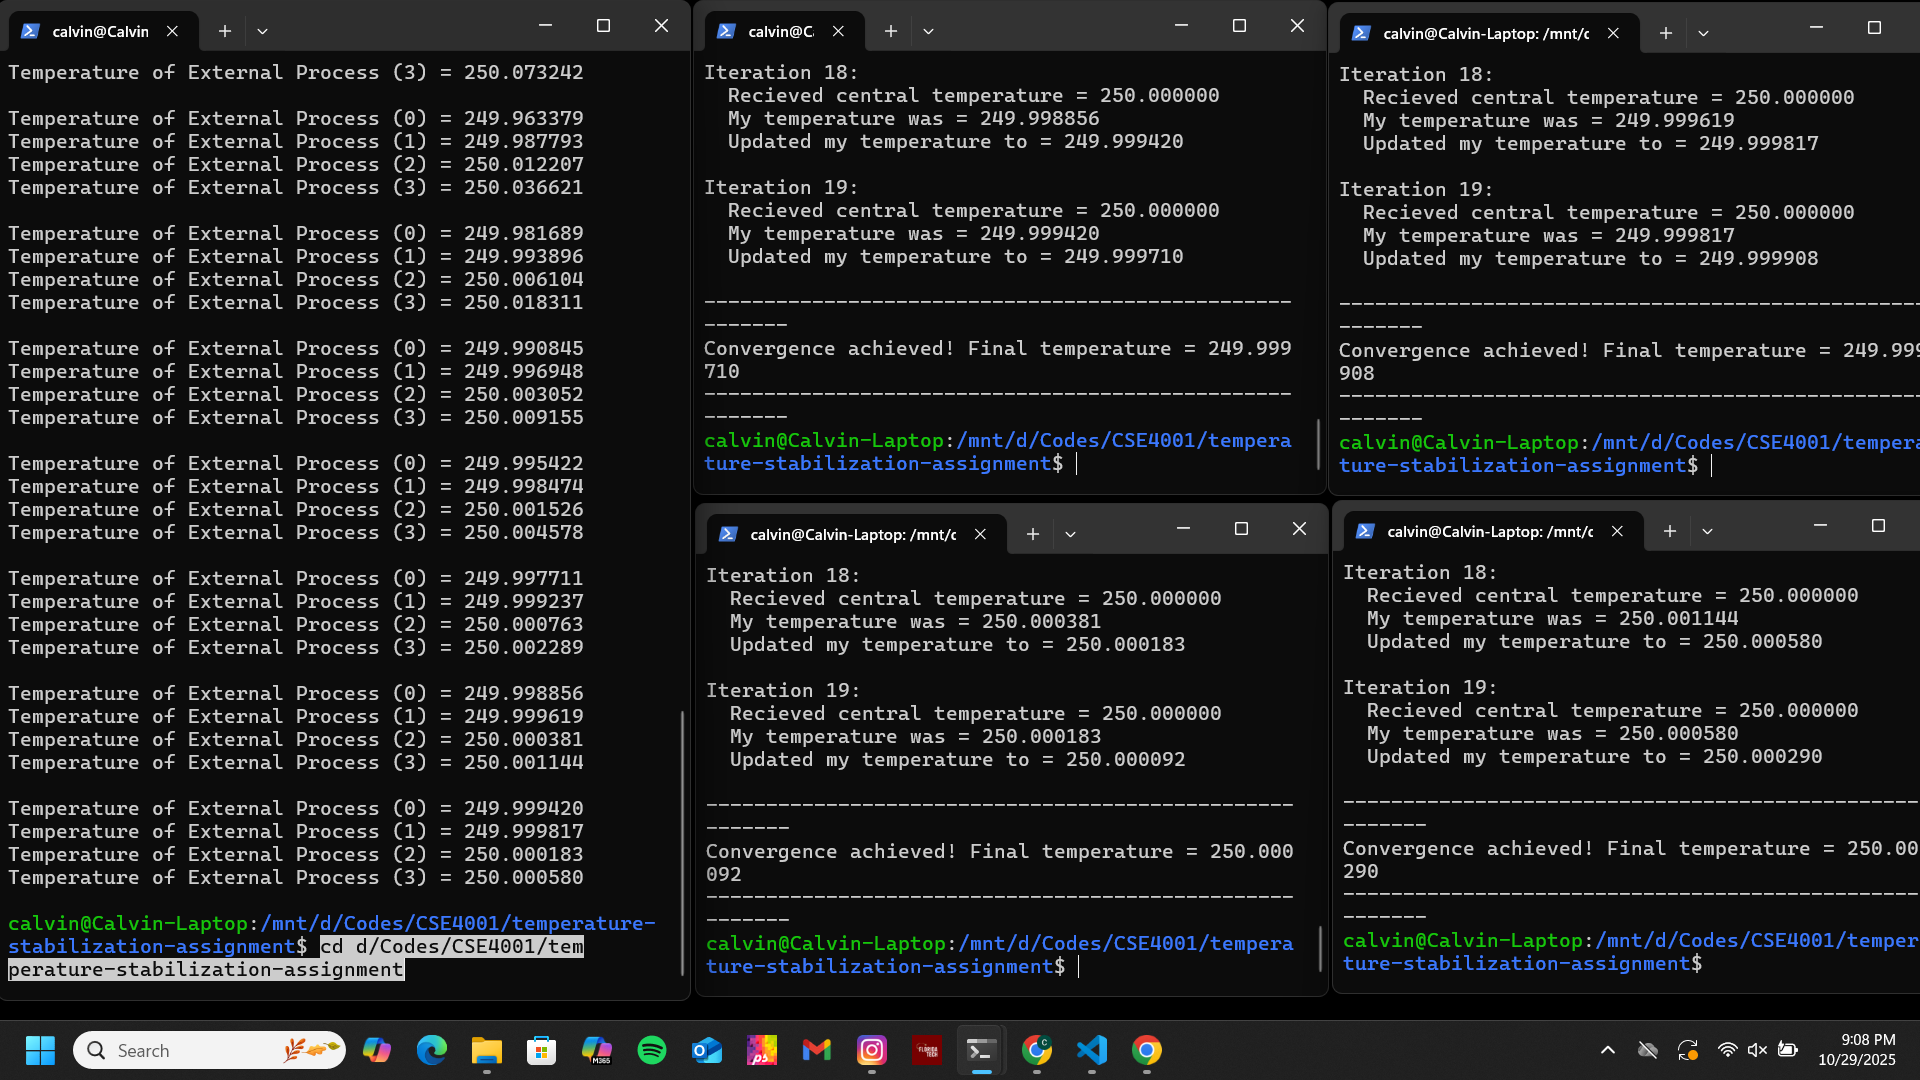 calvin@Calvin
Temperature of External Process (3) = 250.073242
Temperature of External Process (0) = 249.963379
Temperature of External Process (1) = 249.987793
Temperature of External Process (2) = 250.012207
Temperature of External Process (3) = 250.036621
Temperature of External Process (0) = 249.981689
Temperature of External Process (1) = 249.993896
Temperature of External Process (2) = 250.006104
Temperature of External Process (3) = 250.018311
Temperature of External Process (0) = 249.990845
Temperature of External Process (1) = 249.996948
Temperature of External Process (2) = 250.003052
Temperature of External Process (3) = 250.009155
Temperature of External Process (0) = 249.995422
Temperature of External Process (1) = 249.998474
Temperature of External Process (2) = 250.001526
Temperature of External Process (3) = 250.004578
Temperature of External Process (0) = 249.997711
Temperature of External Process (1) = 249.999237
Temperature of External Process (2) = 250.000763
Temperature of External Process (3) = 250.002289
Temperature of External Process (0) = 249.998856
Temperature of External Process (1) = 249.999619
Temperature of External Process (2) = 250.000381
Temperature of External Process (3) = 250.001144
Temperature of External Process (0) = 249.999420
Temperature of External Process (1) = 249.999817
Temperature of External Process (2) = 250.000183
Temperature of External Process (3) = 250.000580
calvin@Calvin-Laptop:/mnt/d/Codes/CSE4001/temperature-
stabilization-assignment$ cd d/Codes/CSE4001/tem
perature-stabilization-assignment
calvin@C
Iteration 18:
Recieved central temperature = 250.000000
My temperature was = 249.998856
Updated my temperature to = 249.999420
Iteration 19:
Recieved central temperature = 250.000000
My temperature was = 249.999420
Updated my temperature to = 249.999710
-------------------------------------------------
-------
Convergence achieved! Final temperature = 249.999
710
-------------------------------------------------
-------
calvin@Calvin-Laptop:/mnt/d/Codes/CSE4001/tempera
ture-stabilization-assignment$
calvin@Calvin-Laptop: /mnt/c
Iteration 18:
Recieved central temperature = 250.000000
My temperature was = 249.999619
Updated my temperature to = 249.999817
Iteration 19:
Recieved central temperature = 250.000000
My temperature was = 249.999817
Updated my temperature to = 249.999908
-------------------------------------------------
-------
Convergence achieved! Final temperature = 249.999
908
-------------------------------------------------
-------
calvin@Calvin-Laptop:/mnt/d/Codes/CSE4001/tempera
ture-stabilization-assignment$
calvin@Calvin-Laptop: /mnt/c
Iteration 18:
Recieved central temperature = 250.000000
My temperature was = 250.000381
Updated my temperature to = 250.000183
Iteration 19:
Recieved central temperature = 250.000000
My temperature was = 250.000183
Updated my temperature to = 250.000092
-------------------------------------------------
-------
Convergence achieved! Final temperature = 250.000
092
-------------------------------------------------
-------
calvin@Calvin-Laptop:/mnt/d/Codes/CSE4001/tempera
ture-stabilization-assignment$
calvin@Calvin-Laptop: /mnt/c
Iteration 18:
Recieved central temperature = 250.000000
My temperature was = 250.001144
Updated my temperature to = 250.000580
Iteration 19:
Recieved central temperature = 250.000000
My temperature was = 250.000580
Updated my temperature to = 250.000290
------------------------------------------------
-------
Convergence achieved! Final temperature = 250.00
290
------------------------------------------------
-------
calvin@Calvin-Laptop:/mnt/d/Codes/CSE4001/temper
ture-stabilization-assignment$
Search
M365
ps
FLORIDA TECH
C
9:08 PM
10/29/2025